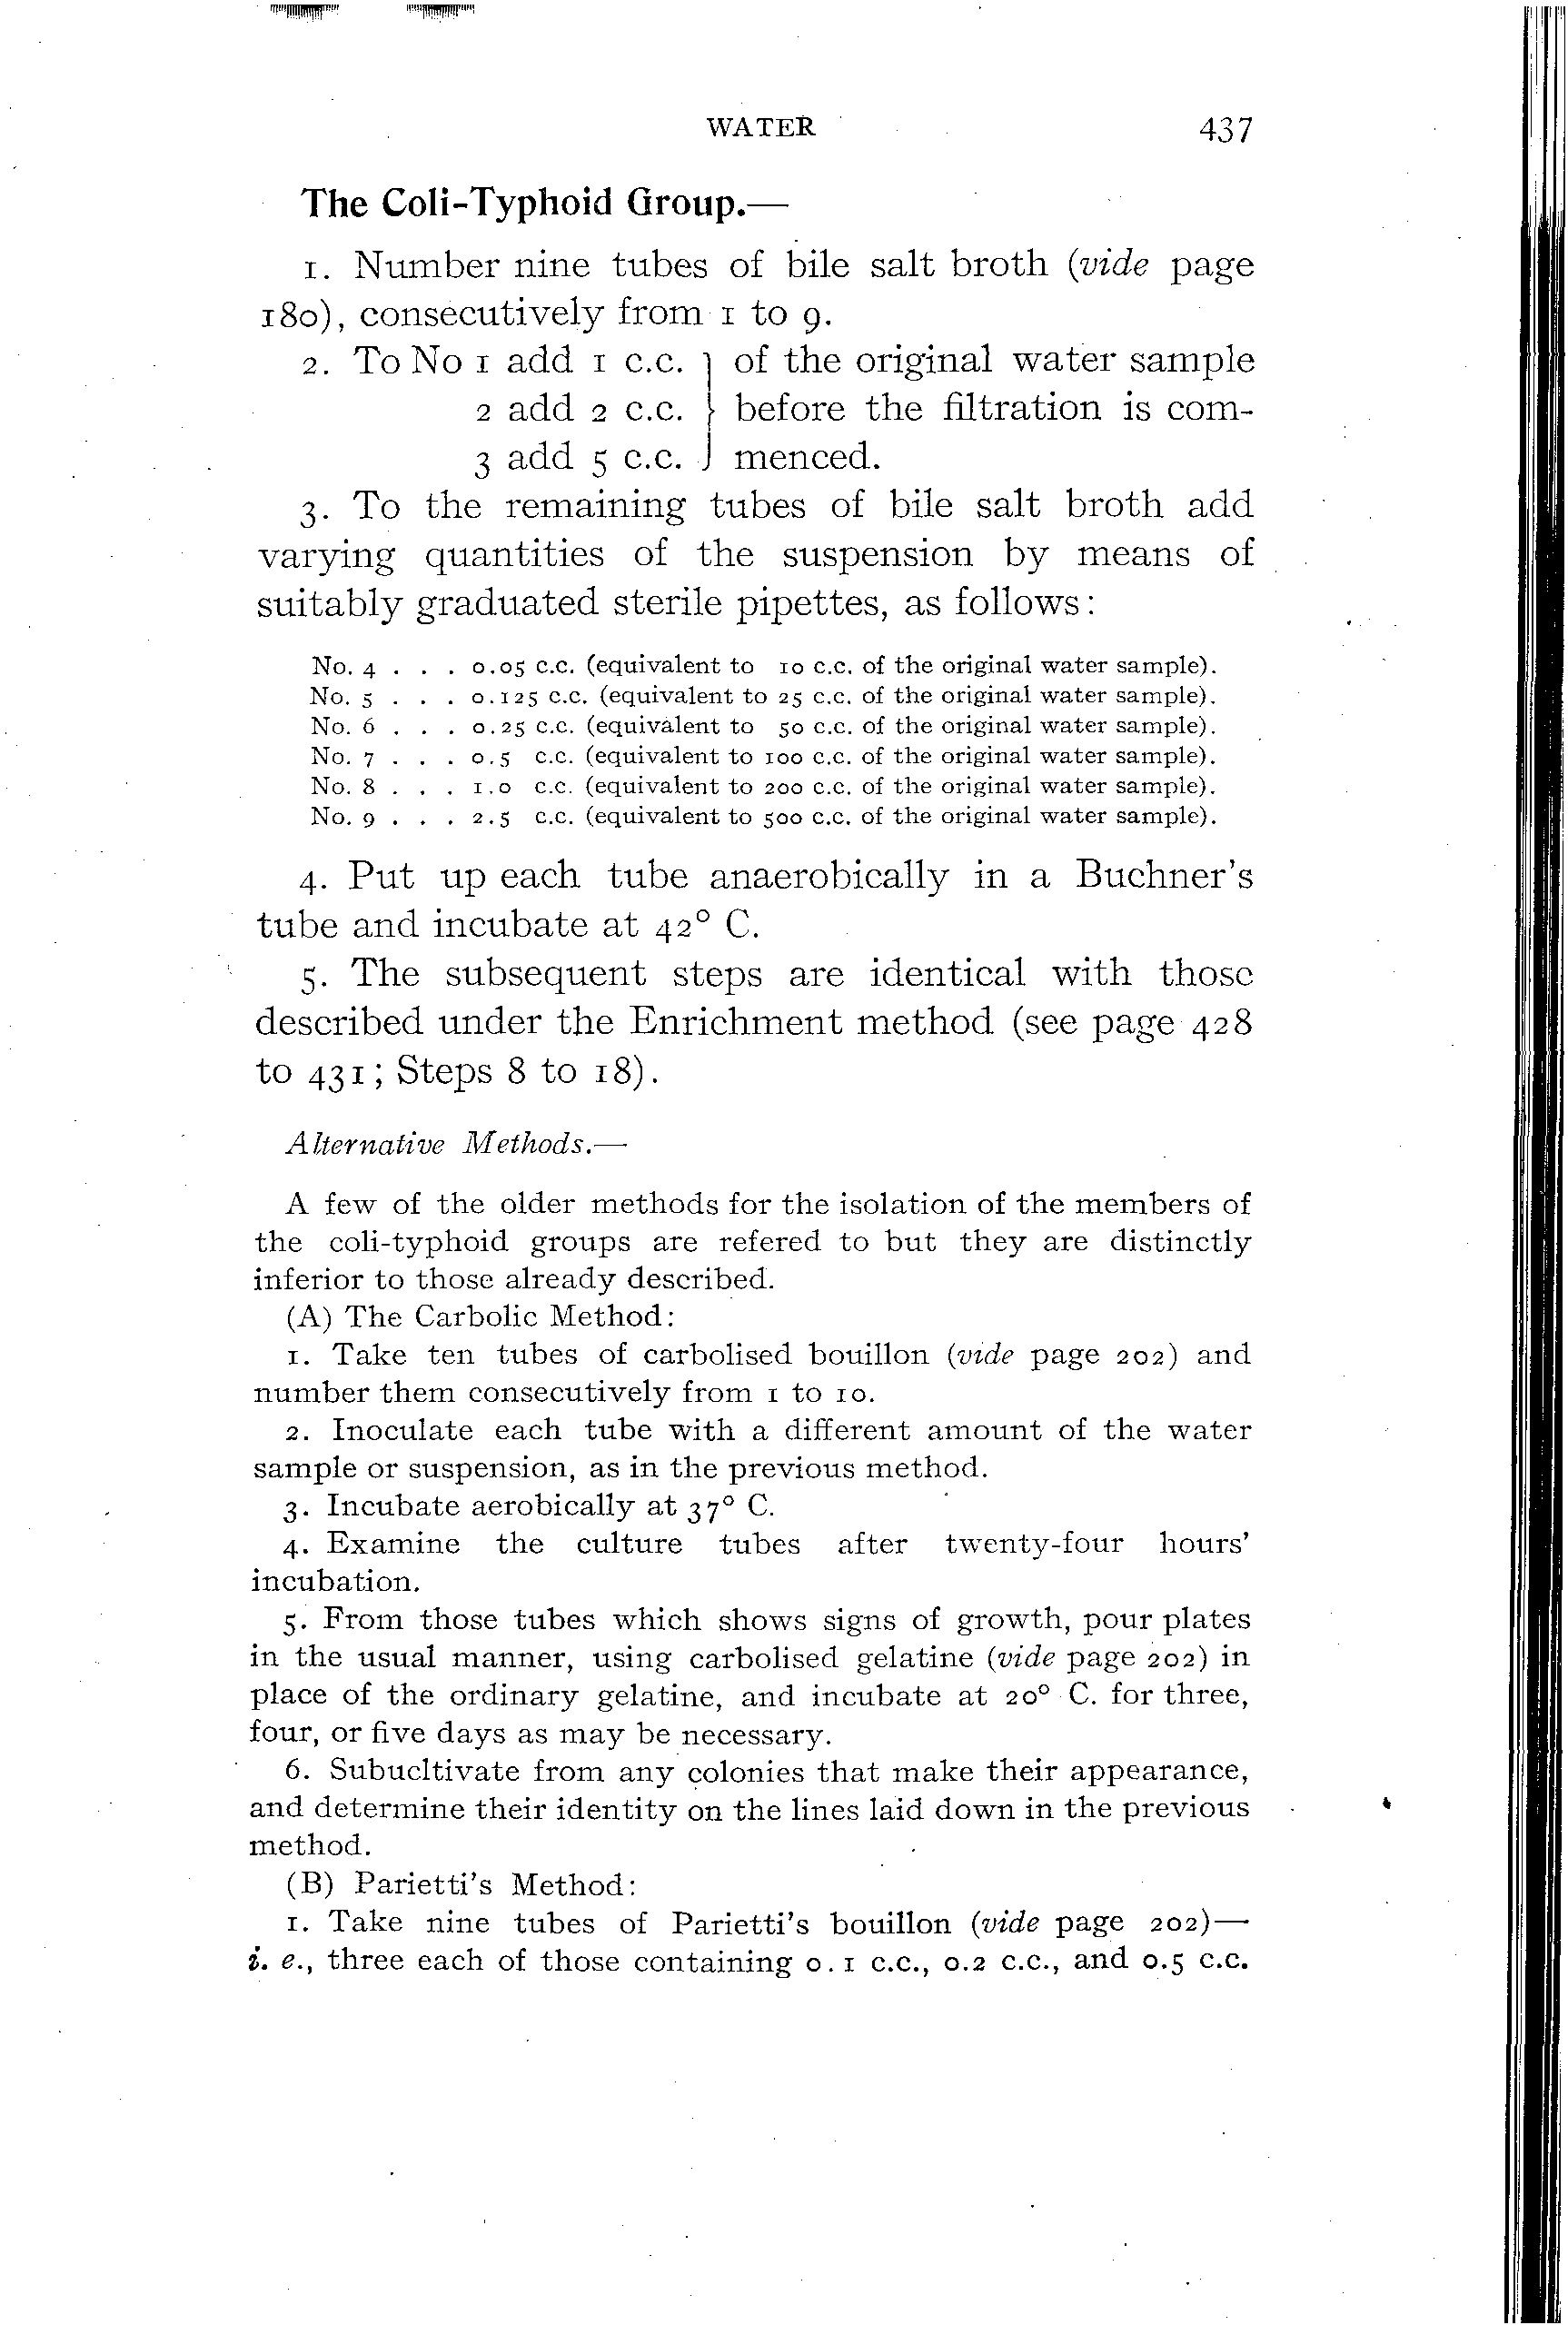 WATER 437
The Coli-Typhoid Group.—
1. Number nine tubes of bile salt broth (vide page
180), consecutively from 1 to 9.
2. To No 1 add 1 c.c. } of the original water sample
2 add 2 c.c. } before the filtration is com-
3 add 5 c.c. } menced.
3. To the remaining tubes of bile salt broth add
varying quantities of the suspension by means of
suitably graduated sterile pipettes, as follows:
No. 4 . . . 0.05 c.c. (equivalent to 10 c.c. of the original water sample).
No. 5 . . . 0.125 c.c. (equivalent to 25 c.c. of the original water sample).
No. 6 . . . 0.25 c.c. (equivalent to 50 c.c. of the original water sample).
No. 7 . . . 0.5 c.c. (equivalent to 100 c.c. of the original water sample).
No. 8 . . . 1.0 c.c. (equivalent to 200 c.c. of the original water sample).
No. 9 . . . 2.5 c.c. (equivalent to 500 c.c. of the original water sample).
4. Put up each tube anaerobically in a Buchner's
tube and incubate at 42° C.
5. The subsequent steps are identical with those
described under the Enrichment method (see page 428
to 431; Steps 8 to 18).
Alternative Methods.—
A few of the older methods for the isolation of the members of
the coli-typhoid groups are refered to but they are distinctly
inferior to those already described.
(A) The Carbolic Method:
1. Take ten tubes of carbolised bouillon (vide page 202) and
number them consecutively from 1 to 10.
2. Inoculate each tube with a different amount of the water
sample or suspension, as in the previous method.
3. Incubate aerobically at 37° C.
4. Examine the culture tubes after twenty-four hours'
incubation.
5. From those tubes which shows signs of growth, pour plates
in the usual manner, using carbolised gelatine (vide page 202) in
place of the ordinary gelatine, and incubate at 20° C. for three,
four, or five days as may be necessary.
6. Subucltivate from any colonies that make their appearance,
and determine their identity on the lines laid down in the previous
method.
(B) Parietti's Method:
1. Take nine tubes of Parietti's bouillon (vide page 202)—
i. e., three each of those containing 0.1 c.c., 0.2 c.c., and 0.5 c.c.